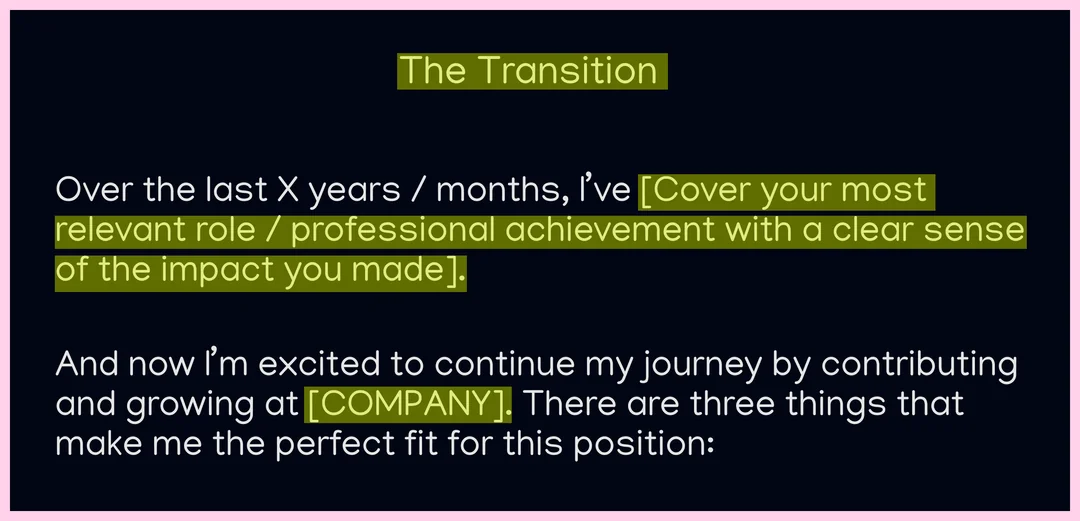 The Transition
Over the last X years / months, I’ve [Cover your most
relevant role / professional achievement with a clear sense
of the impact you made].
And now I’m excited to continue my journey by contributing
and growing at [COMPANY]. There are three things that
make me the perfect fit for this position: